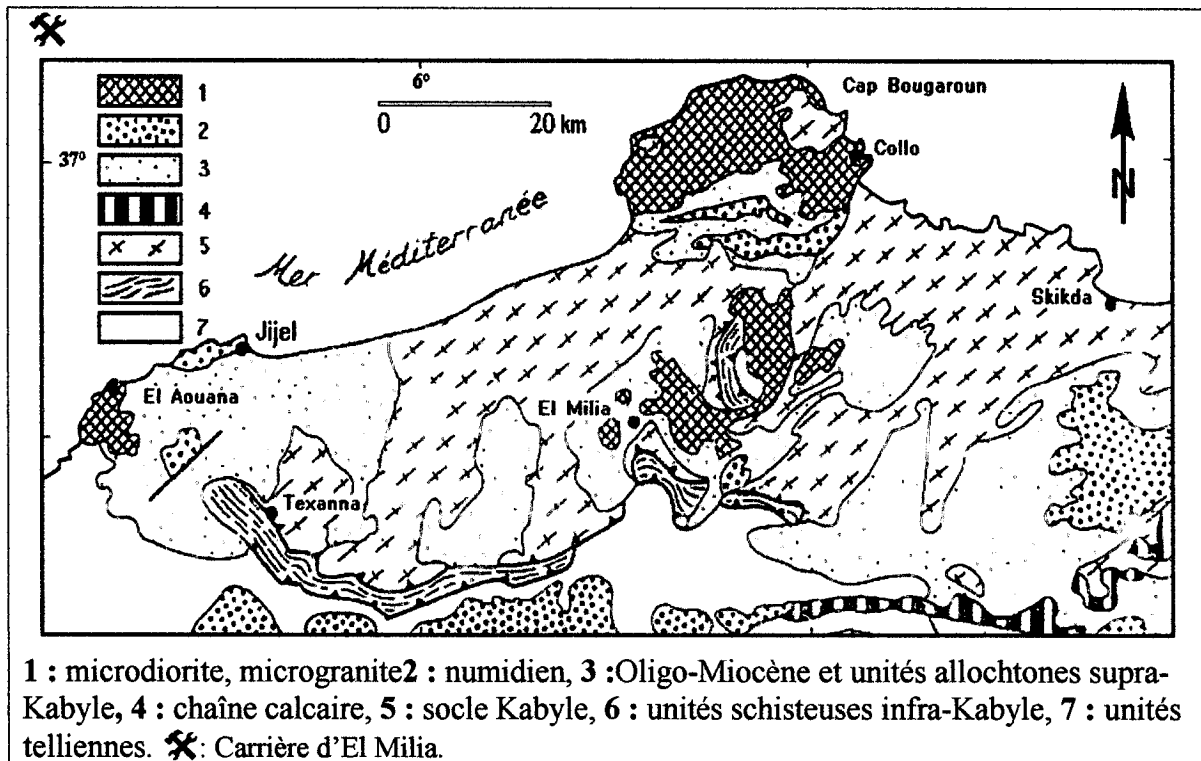 6°
0 20 km
37°
1
2
3
4
5
6
7
Cap Bougaroun
Collo
N
Mer Méditerranée
Skikda
Jijel
El Aouana
El Milia
Texanna
1 : microdiorite, microgranite2 : numidien, 3 :Oligo-Miocène et unités allochtones supra-
Kabyle, 4 : chaîne calcaire, 5 : socle Kabyle, 6 : unités schisteuses infra-Kabyle, 7 : unités
telliennes. ⚒: Carrière d'El Milia.